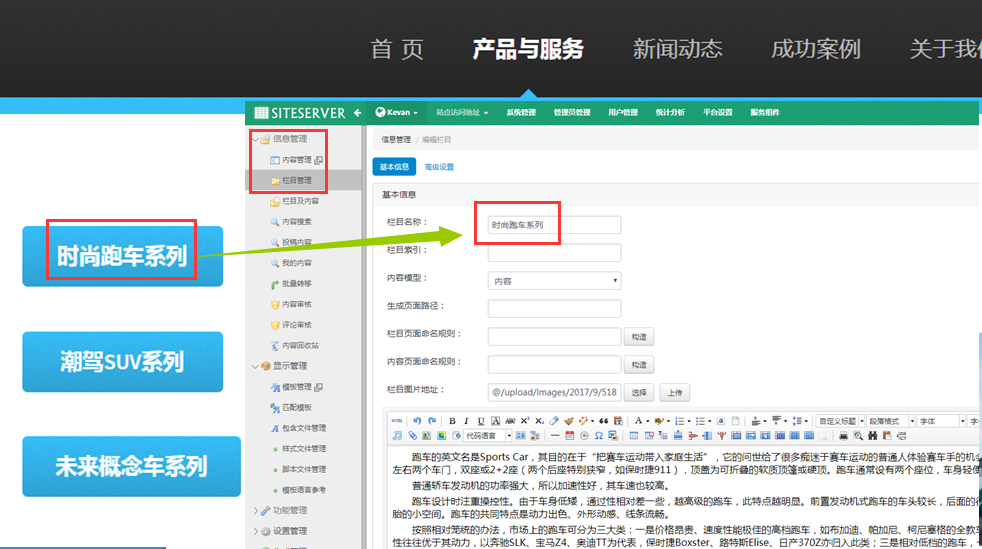 首 页 产品与服务 新闻动态 成功案例 关于我们
SITESERVER Kevan 站点访问地址 系统管理 管理员管理 用户管理 统计分析 平台设置 服务组件
信息管理
内容管理
栏目管理
栏目及内容
内容搜索
投稿内容
我的内容
批量转移
内容审核
评论审核
内容回收站
显示管理
模板管理
匹配模板
包含文件管理
样式文件管理
脚本文件管理
模板语言参考
功能管理
设置管理
时尚跑车系列
潮驾SUV系列
未来概念车系列
信息管理 / 编辑栏目
基本信息 高级设置
基本信息
栏目名称： 时尚跑车系列
栏目索引：
内容模型： 内容
生成页面路径：
栏目页面命名规则： 构造
内容页面命名规则： 构造
栏目图片地址： @/upload/images/2017/9/518 选择 上传
HTML B I U A ABC X² X₂ A 自定义标题 段落格式 字体 字
代码语言
跑车的英文名是Sports Car，其目的在于“把赛车运动带入家庭生活”，它的问世给了很多痴迷于赛车运动的普通人体验赛车手的机会
左右两个车门，双座或2+2座（两个后座特别狭窄，如保时捷911），顶盖为可折叠的软质顶篷或硬顶。跑车通常设有两个座位，车身轻便
普通轿车发动机的功率强大，所以加速性好，其车速也较高。
跑车设计时注重操控性。由于车身低矮，通过性相对差一些，越高级的跑车，此特点越明显。前置发动机式跑车的车头较长，后面的行
胎的小空间。跑车的共同特点是动力出色、外形动感、线条流畅。
按照相对笼统的办法，市场上的跑车可分为三大类：一是价格昂贵、速度性能极佳的高档跑车，如布加迪、帕加尼、柯尼塞格的全款车
性往往优于其动力，以奔驰SLK、宝马Z4、奥迪TT为代表，保时捷Boxster、路特斯Elise、日产370Z亦归入此类；三是相对低档的跑车，